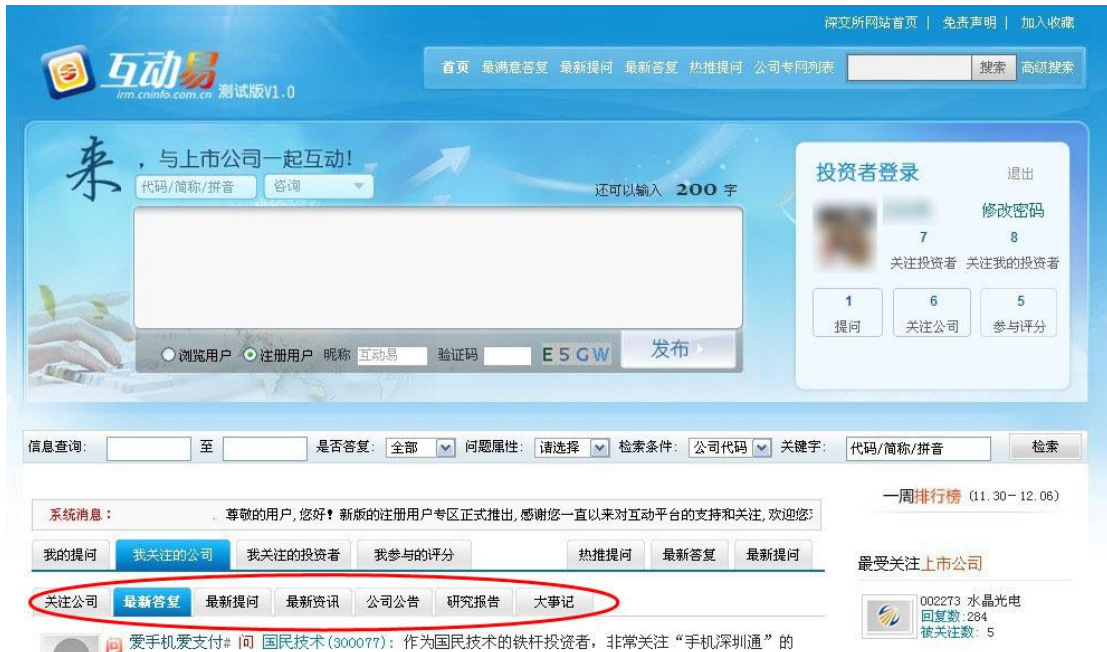 深交所网站首页 | 免责声明 | 加入收藏
互动易
irm.cninfo.com.cn 测试版V1.0
首页 最满意答复 最新提问 最新答复 热推提问 公司专网列表 搜索 高级搜索
来,与上市公司一起互动!
代码/简称/拼音 咨询
还可以输入 200 字
投资者登录 退出
修改密码
7 8
关注投资者 关注我的投资者
1 6 5
提问 关注公司 参与评分
浏览用户 注册用户 昵称 互动易 验证码 E5GW 发布
信息查询: 至 是否答复: 全部 问题属性: 请选择 检索条件: 公司代码 关键字: 代码/简称/拼音 检索
一周排行榜 (11.30-12.06)
系统消息: . 尊敬的用户,您好!新版的注册用户专区正式推出,感谢您一直以来对互动平台的支持和关注,欢迎您
我的提问 我关注的公司 我关注的投资者 我参与的评分 热推提问 最新答复 最新提问
最受关注上市公司
关注公司 最新答复 最新提问 最新资讯 公司公告 研究报告 大事记
002273 水晶光电
回复数:284
被关注数: 5
问 爱手机爱支付# 问 国民技术(300077): 作为国民技术的铁杆投资者, 非常关注“手机深圳通”的